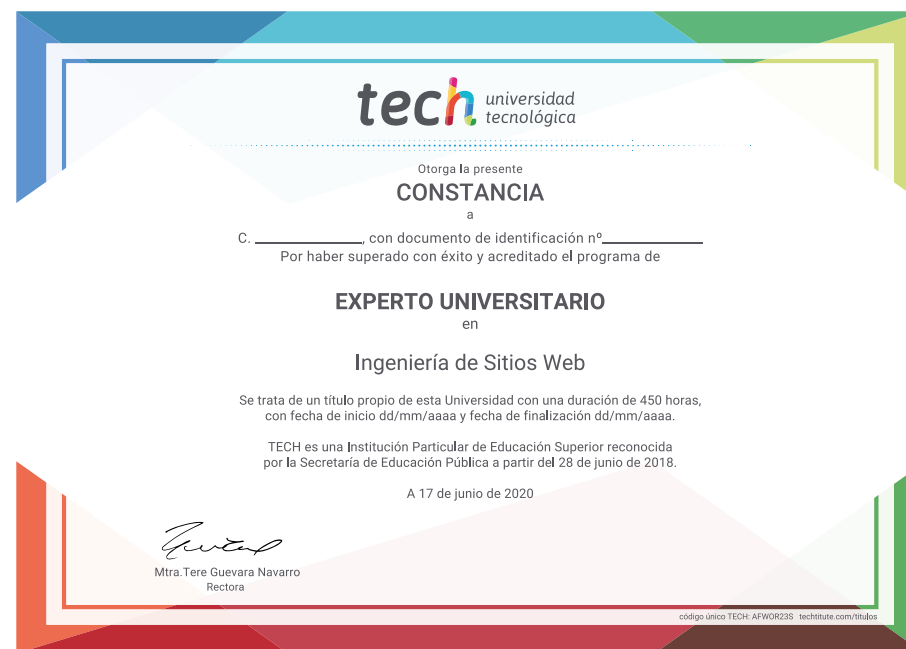 tech universidad
tecnológica
Otorga la presente
CONSTANCIA
a
C. ____________, con documento de identificación nº____________
Por haber superado con éxito y acreditado el programa de
EXPERTO UNIVERSITARIO
en
Ingeniería de Sitios Web
Se trata de un título propio de esta Universidad con una duración de 450 horas,
con fecha de inicio dd/mm/aaaa y fecha de finalización dd/mm/aaaa.
TECH es una Institución Particular de Educación Superior reconocida
por la Secretaría de Educación Pública a partir del 28 de junio de 2018.
A 17 de junio de 2020
Mtra.Tere Guevara Navarro
Rectora
código único TECH: AFWOR23S techtitute.com/titulos